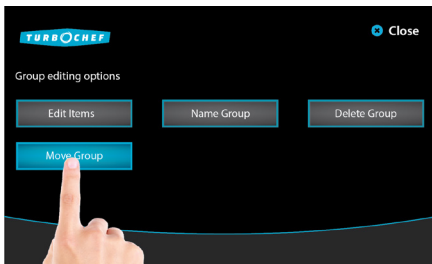 TURBOCHEF
Close
Group editing options
Edit Items
Name Group
Delete Group
Move Group